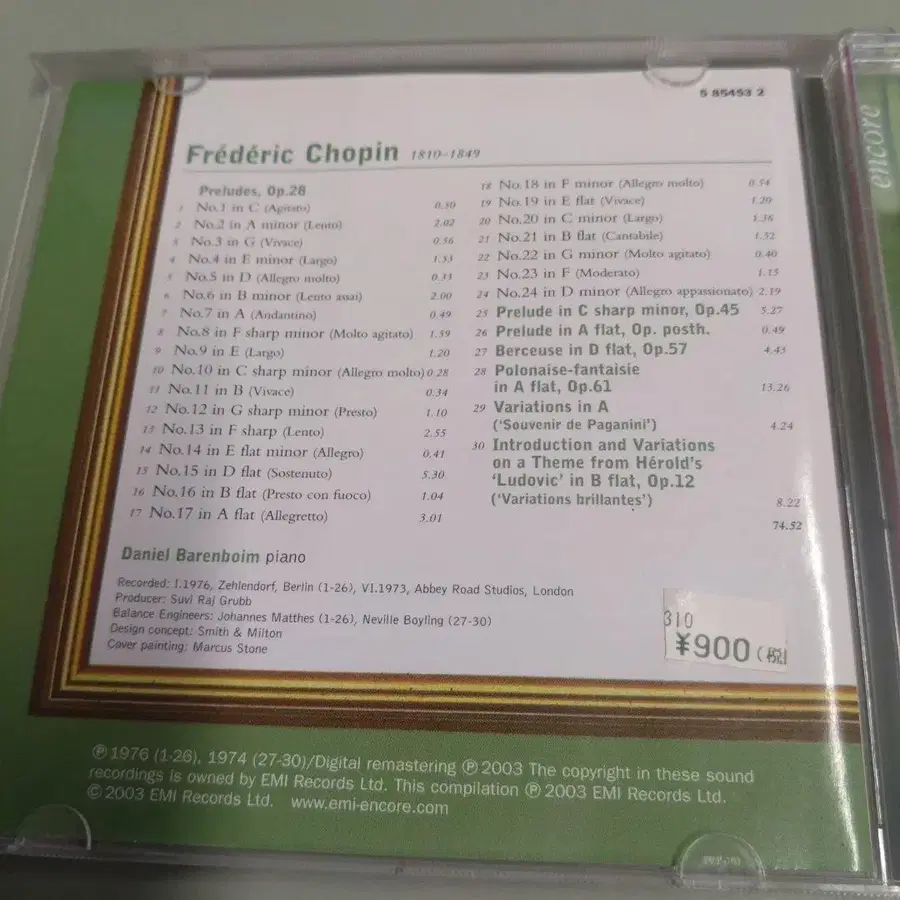 5 85453 2
encore
Frédéric Chopin 1810–1849
Preludes, Op.28
1 No.1 in C (Agitato) 0.30
2 No.2 in A minor (Lento) 2.02
3 No.3 in G (Vivace) 0.56
4 No.4 in E minor (Largo) 1.53
5 No.5 in D (Allegro molto) 0.33
6 No.6 in B minor (Lento assai) 2.00
7 No.7 in A (Andantino) 0.49
8 No.8 in F sharp minor (Molto agitato) 1.59
9 No.9 in E (Largo) 1.20
10 No.10 in C sharp minor (Allegro molto) 0.28
11 No.11 in B (Vivace) 0.34
12 No.12 in G sharp minor (Presto) 1.10
13 No.13 in F sharp (Lento) 2.55
14 No.14 in E flat minor (Allegro) 0.41
15 No.15 in D flat (Sostenuto) 5.30
16 No.16 in B flat (Presto con fuoco) 1.04
17 No.17 in A flat (Allegretto) 3.01
18 No.18 in F minor (Allegro molto) 0.54
19 No.19 in E flat (Vivace) 1.20
20 No.20 in C minor (Largo) 1.36
21 No.21 in B flat (Cantabile) 1.52
22 No.22 in G minor (Molto agitato) 0.40
23 No.23 in F (Moderato) 1.15
24 No.24 in D minor (Allegro appassionato) 2.19
25 Prelude in C sharp minor, Op.45 5.27
26 Prelude in A flat, Op. posth. 0.49
27 Berceuse in D flat, Op.57 4.43
28 Polonaise-fantaisie
in A flat, Op.61 13.26
29 Variations in A
('Souvenir de Paganini') 4.24
30 Introduction and Variations
on a Theme from Hérold's
'Ludovic' in B flat, Op.12
('Variations brillantes') 8.22
74.52
Daniel Barenboim piano
Recorded: I.1976, Zehlendorf, Berlin (1-26), VI.1973, Abbey Road Studios, London
Producer: Suvi Raj Grubb
Balance Engineers: Johannes Matthes (1-26), Neville Boyling (27-30)
Design concept: Smith & Milton
Cover painting: Marcus Stone
310
¥900 (税
℗ 1976 (1-26), 1974 (27-30)/Digital remastering ℗ 2003 The copyright in these sound
recordings is owned by EMI Records Ltd. This compilation ℗ 2003 EMI Records Ltd.
© 2003 EMI Records Ltd. www.emi-encore.com